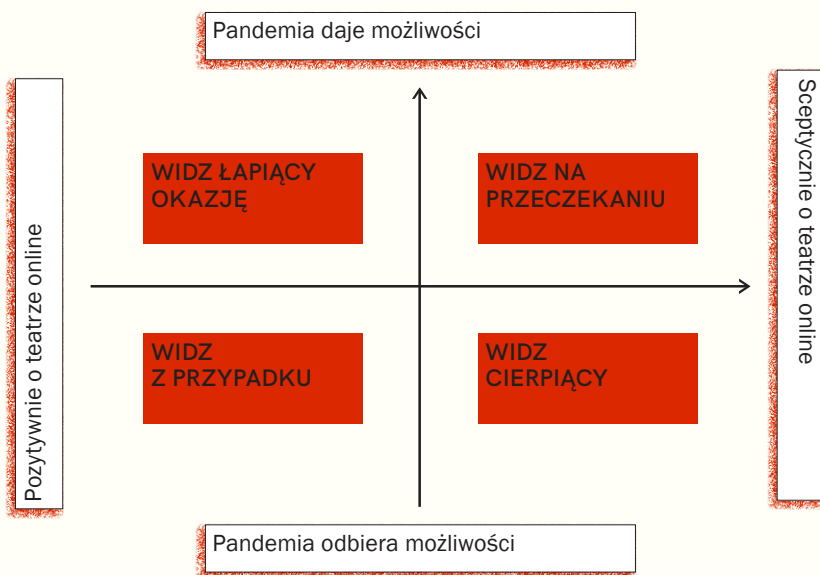 Pandemia daje możliwości
Pozytywnie o teatrze online
Sceptycznie o teatrze online
WIDZ ŁAPIĄCY
OKAZJĘ
WIDZ NA
PRZECZEKANIU
WIDZ
Z PRZYPADKU
WIDZ
CIERPIĄCY
Pandemia odbiera możliwości